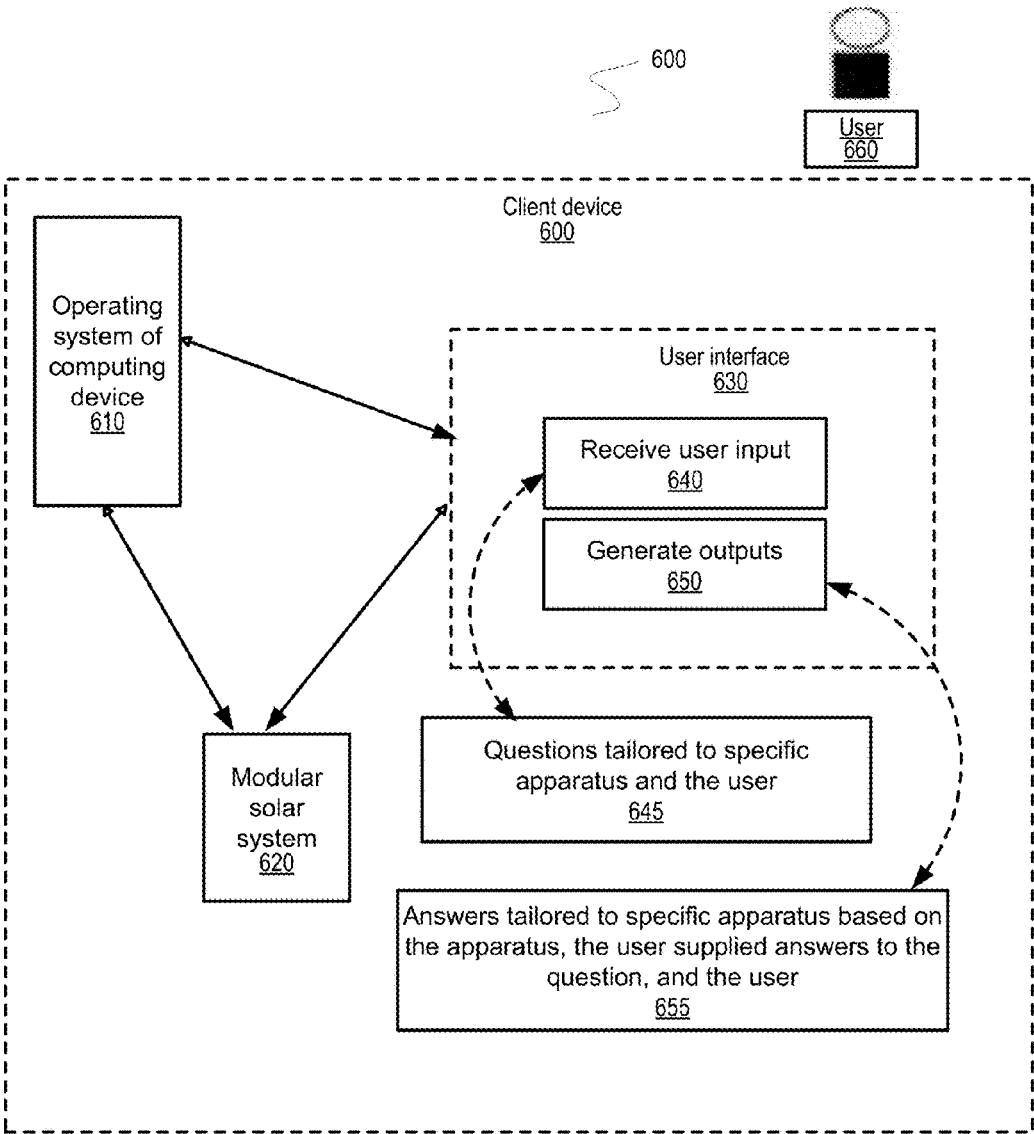 600
User
660
Client device
600
Operating
system of
computing
device
610
User interface
630
Receive user input
640
Generate outputs
650
Modular
solar
system
620
Questions tailored to specific
apparatus and the user
645
Answers tailored to specific apparatus based on
the apparatus, the user supplied answers to the
question, and the user
655